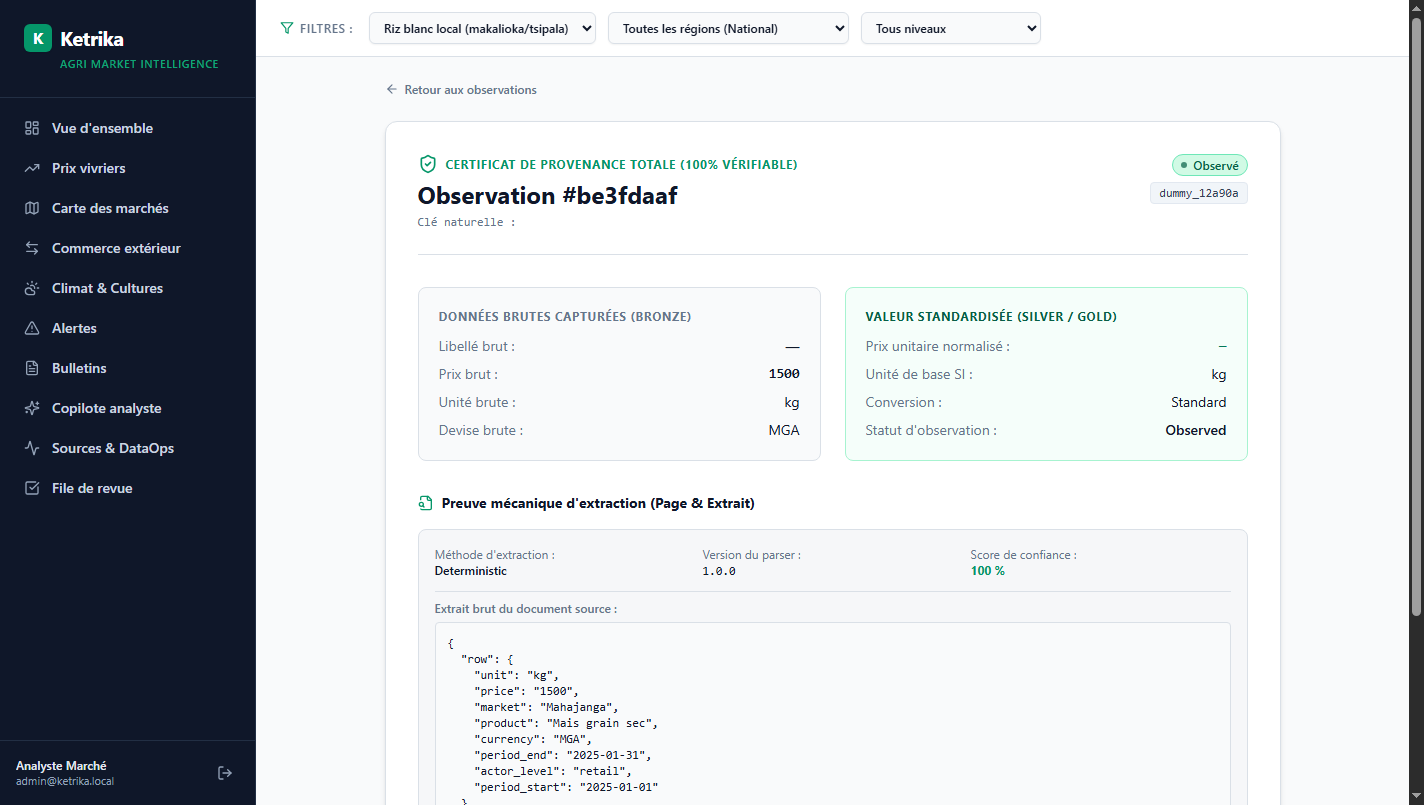 K Ketrika
AGRI MARKET INTELLIGENCE
Vue d'ensemble
Prix vivriers
Carte des marchés
Commerce extérieur
Climat & Cultures
Alertes
Bulletins
Copilote analyste
Sources & DataOps
File de revue
Analyste Marché
admin@ketrika.local
FILTRES : Riz blanc local (makalioka/tsipala) Toutes les régions (National) Tous niveaux
← Retour aux observations
CERTIFICAT DE PROVENANCE TOTALE (100% VÉRIFIABLE)
Observé
Observation #be3fdaaf
dummy_12a90a
Clé naturelle :
DONNÉES BRUTES CAPTURÉES (BRONZE)
Libellé brut : —
Prix brut : 1500
Unité brute : kg
Devise brute : MGA
VALEUR STANDARDISÉE (SILVER / GOLD)
Prix unitaire normalisé : –
Unité de base SI : kg
Conversion : Standard
Statut d'observation : Observed
Preuve mécanique d'extraction (Page & Extrait)
Méthode d'extraction : Version du parser : Score de confiance :
Deterministic 1.0.0 100 %
Extrait brut du document source :
{
"row": {
"unit": "kg",
"price": "1500",
"market": "Mahajanga",
"product": "Mais grain sec",
"currency": "MGA",
"period_end": "2025-01-31",
"actor_level": "retail",
"period_start": "2025-01-01"
}